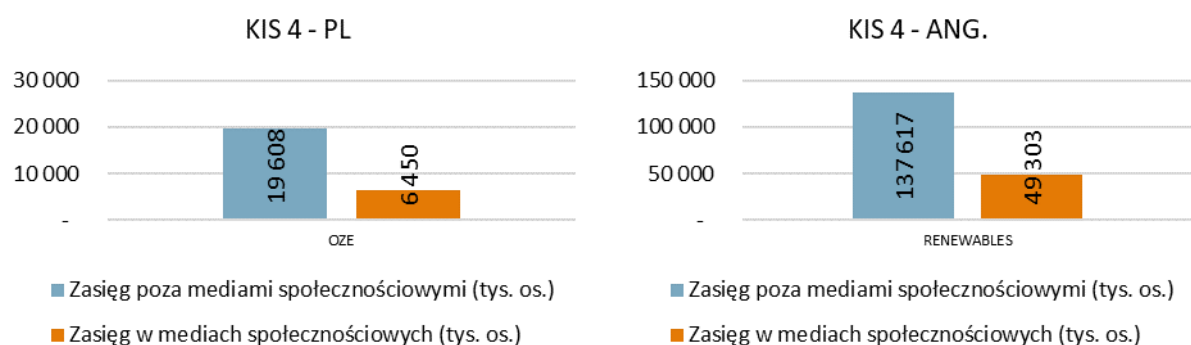 KIS 4 - PL
30 000
20 000
10 000
-
19 608
6 450
OZE
Zasięg poza mediami społecznościowymi (tys. os.)
Zasięg w mediach społecznościowych (tys. os.)
KIS 4 - ANG.
150 000
100 000
50 000
-
137 617
49 303
RENEWABLES
Zasięg poza mediami społecznościowymi (tys. os.)
Zasięg w mediach społecznościowych (tys. os.)